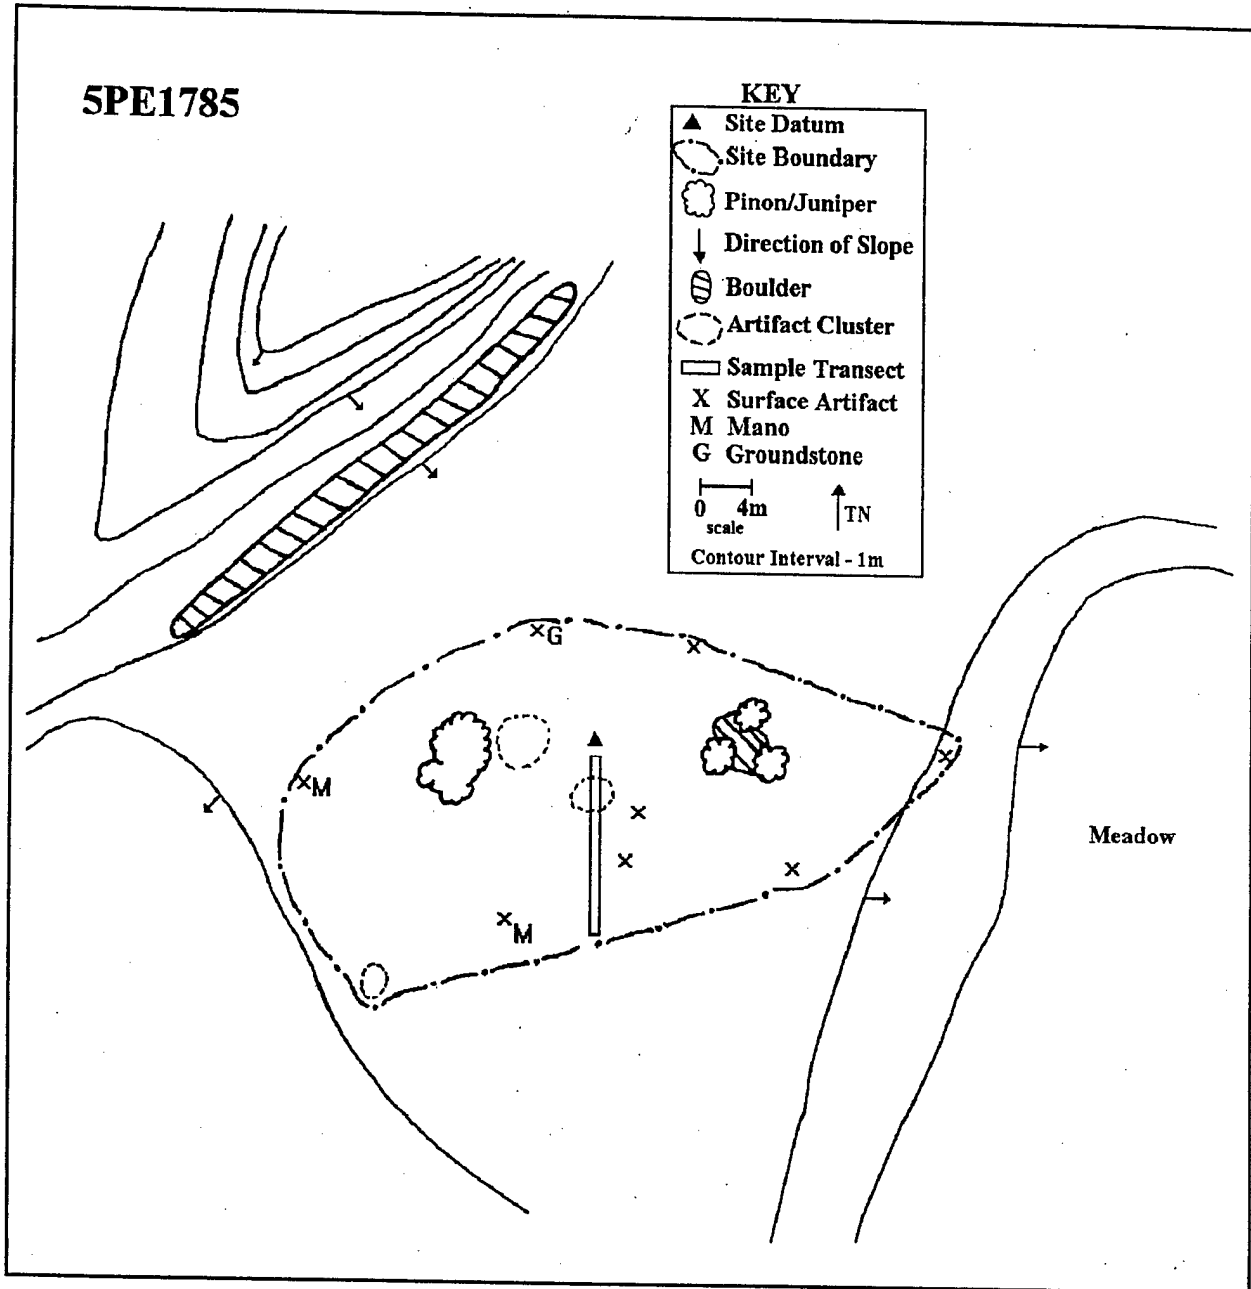 5PE1785
KEY
Site Datum
Site Boundary
Pinon/Juniper
Direction of Slope
Boulder
Artifact Cluster
Sample Transect
X Surface Artifact
M Mano
G Groundstone
0 4m
scale
TN
Contour Interval - 1m
X G
X
X M
X
X
X
X
X M
Meadow